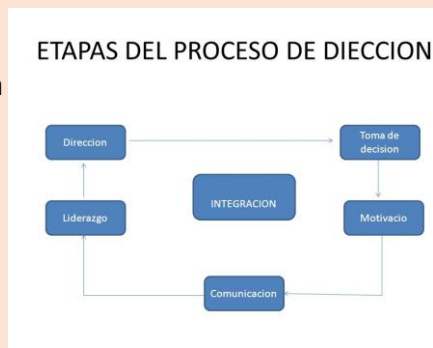 ETAPAS DEL PROCESO DE DIECCION
Direccion
Toma de
decision
Liderazgo
INTEGRACION
Motivacio
Comunicacion